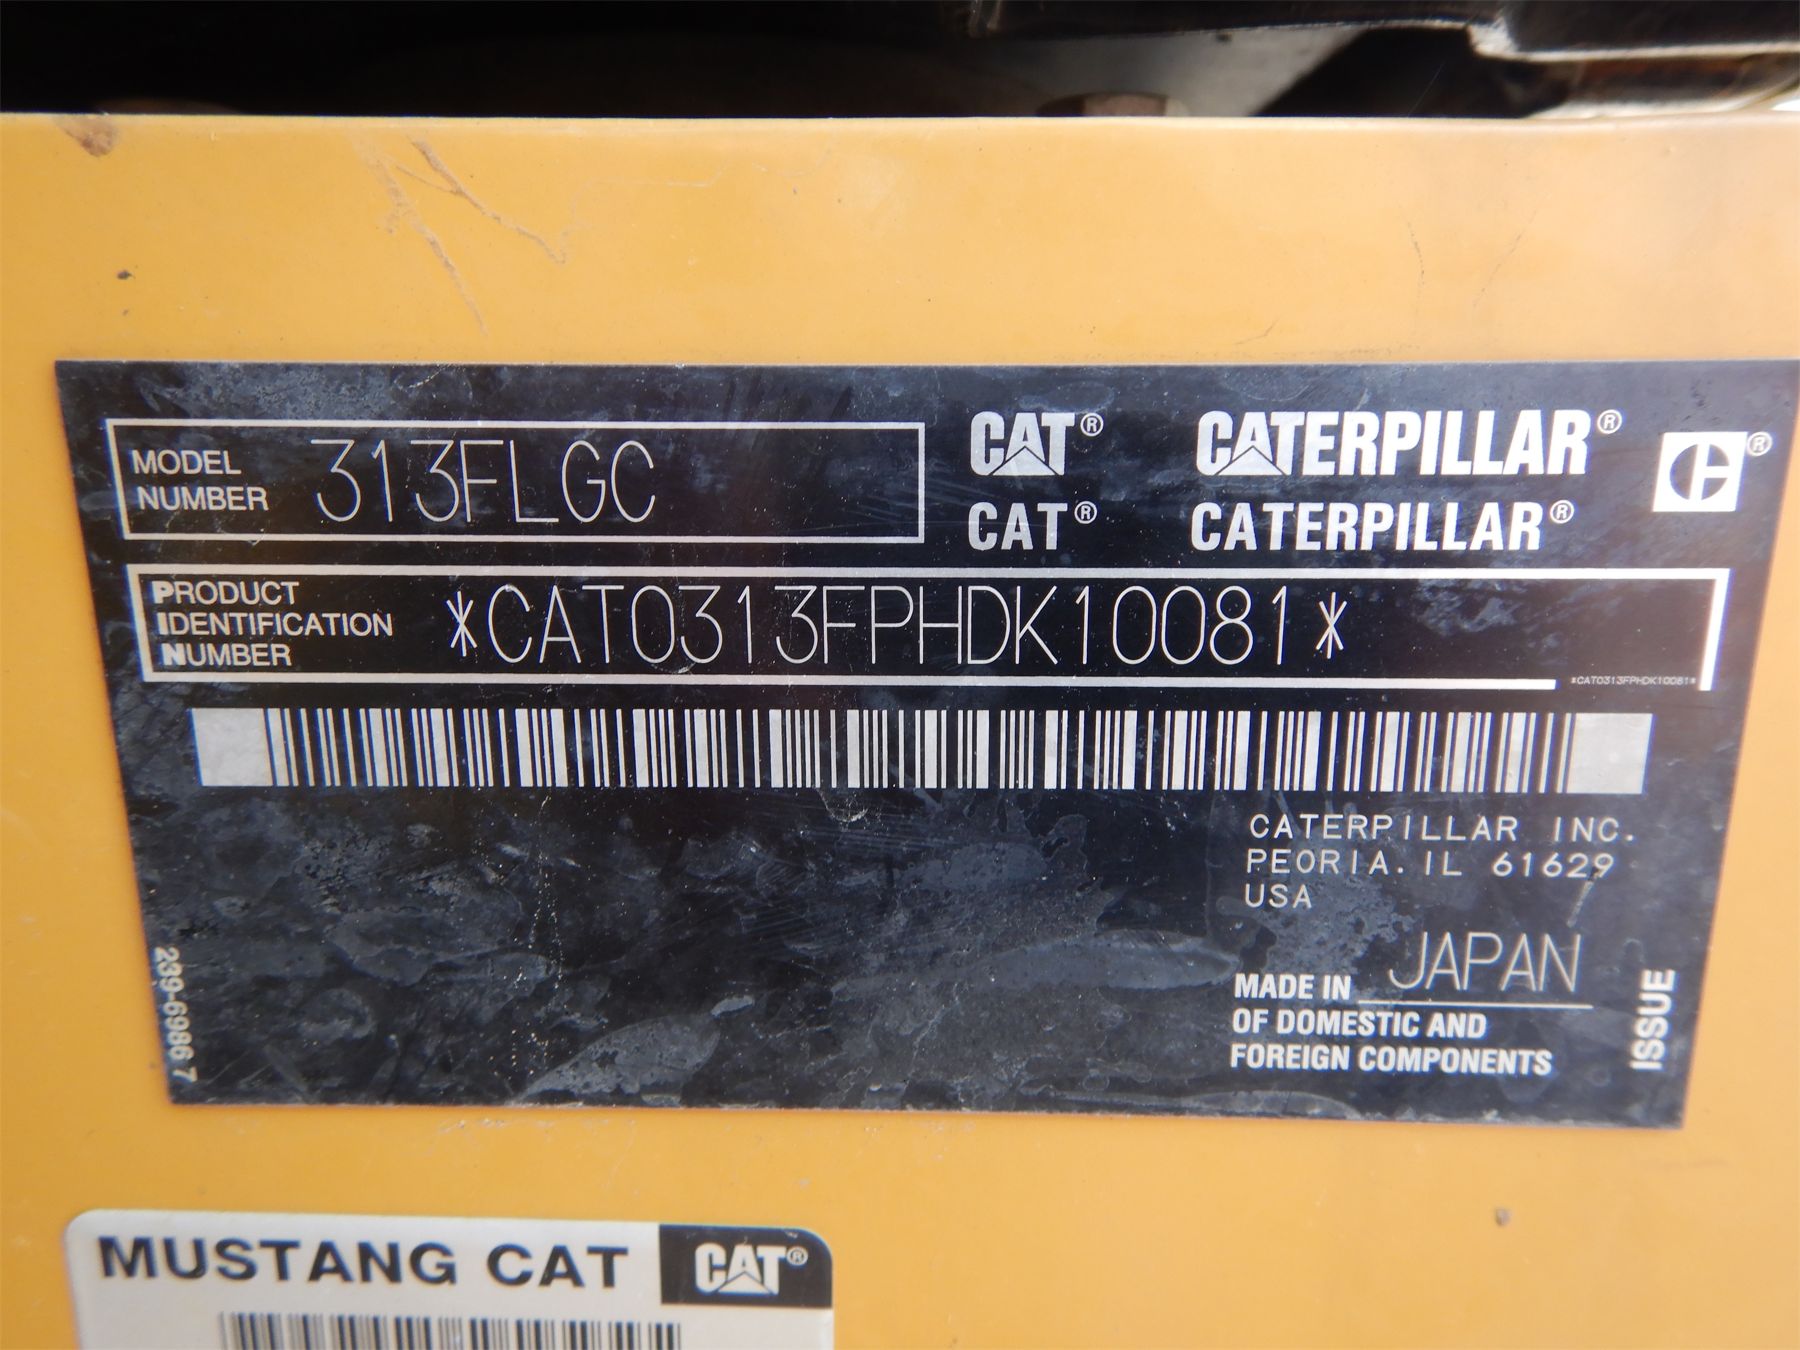 MODEL NUMBER 313FLGC
CAT® CATERPILLAR®
CAT® CATERPILLAR®
PRODUCT IDENTIFICATION NUMBER *CAT0313FPHDK10081*
*CAT0313FPHDK10081*
CATERPILLAR INC.
PEORIA. IL 61629
USA
MADE IN JAPAN
OF DOMESTIC AND
FOREIGN COMPONENTS
ISSUE
239-6986 7
MUSTANG CAT CAT®